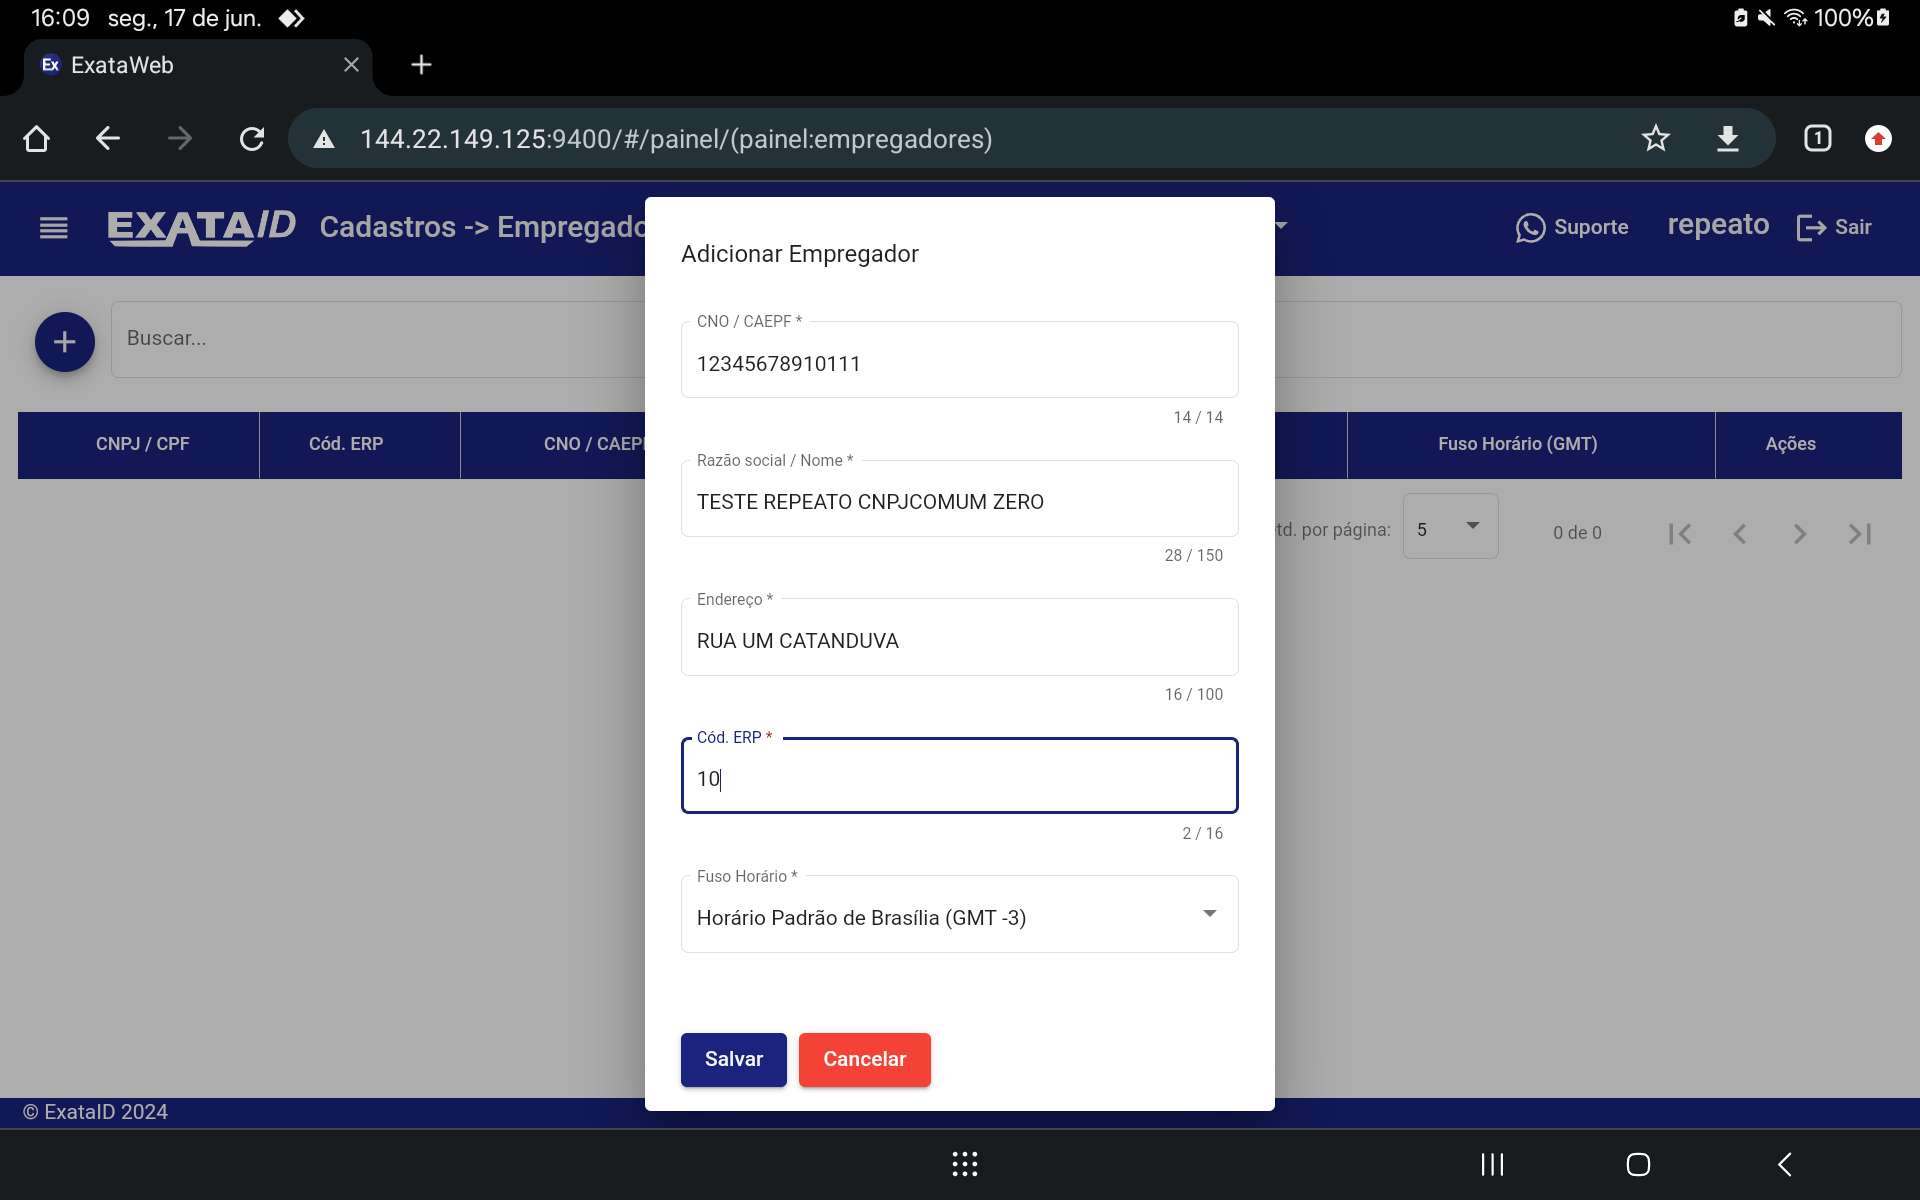 16:09 seg., 17 de jun. 100%
Ex ExataWeb
144.22.149.125:9400/#/painel/(painel:empregadores) 1
EXATAID Cadastros -> Empregado Suporte repeato Sair
Adicionar Empregador
Buscar...
CNO / CAEPF *
12345678910111
14 / 14
CNPJ / CPF Cód. ERP CNO / CAEP Fuso Horário (GMT) Ações
Razão social / Nome *
TESTE REPEATO CNPJCOMUM ZERO
28 / 150
td. por página: 5 0 de 0
Endereço *
RUA UM CATANDUVA
16 / 100
Cód. ERP *
10
2 / 16
Fuso Horário *
Horário Padrão de Brasília (GMT -3)
Salvar Cancelar
© ExataID 2024